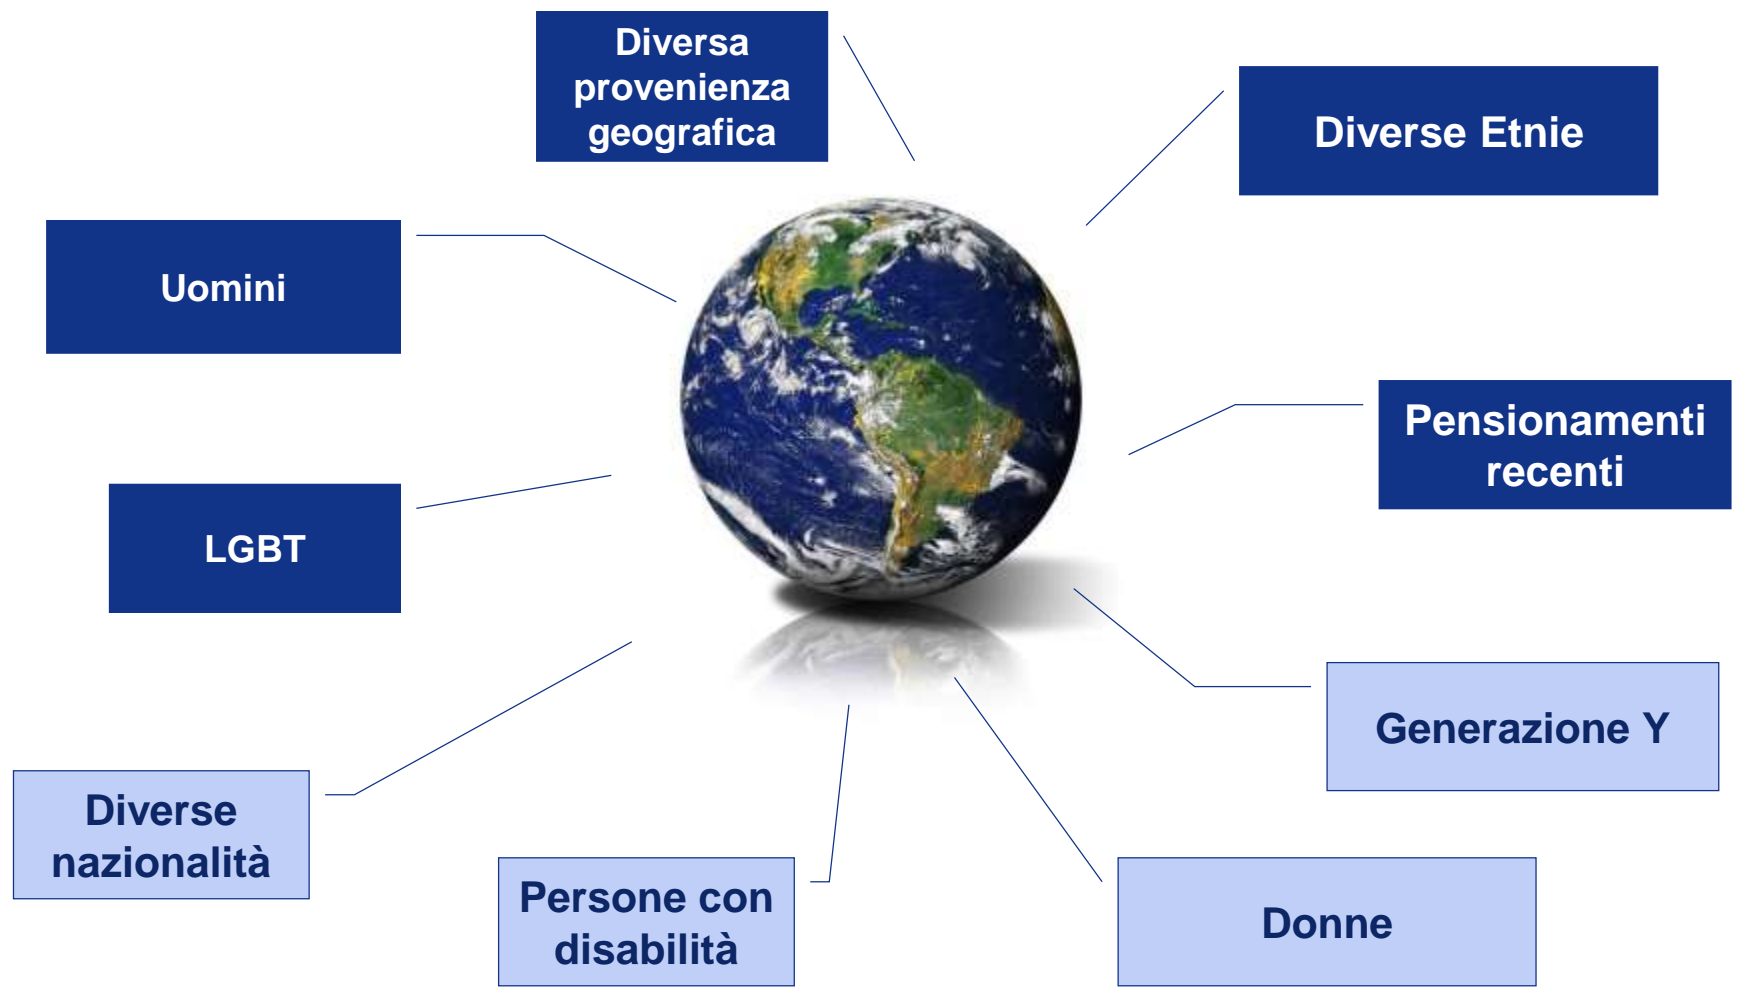 Diversa
provenienza
geografica
Diverse Etnie
Uomini
Pensionamenti
recenti
LGBT
Generazione Y
Diverse
nazionalità
Persone con
disabilità
Donne